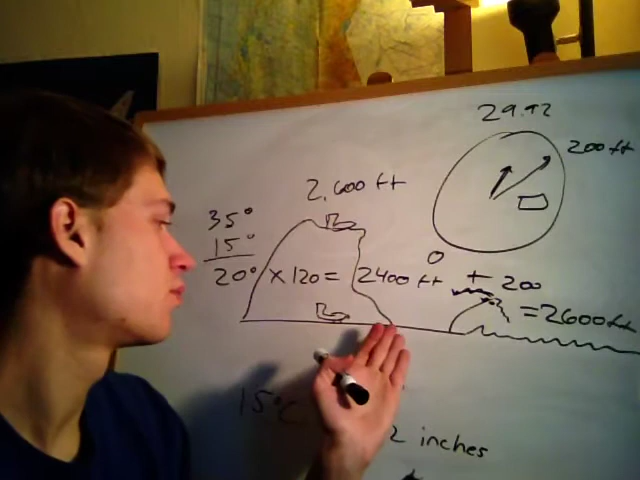 29.92
200 ft
2,600 ft
35°
15°
20° × 120 = 2400 ft + 200
= 2600 ft
0
15°C
2 inches